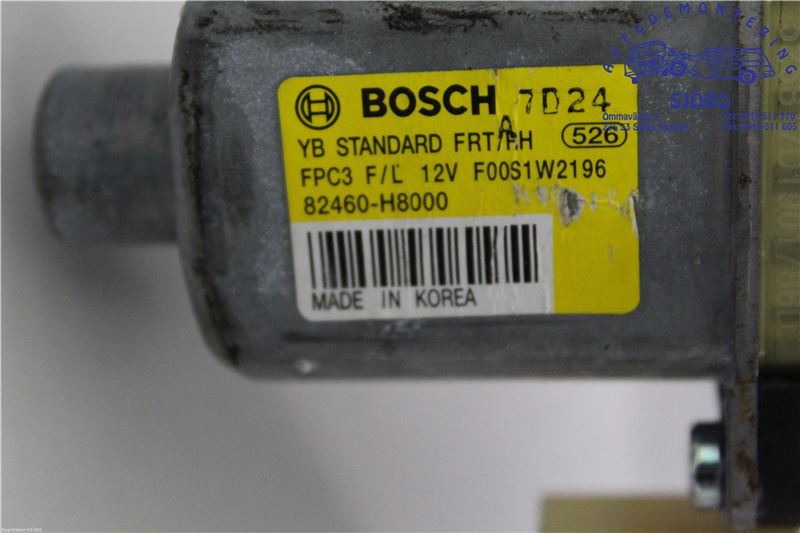 AUTODEMONTERING
SJÖBO
BOSCH 7D24
A
YB STANDARD FRT/RH 526
FPC3 F/L 12V F00S1W2196
82460-H8000
MADE IN KOREA